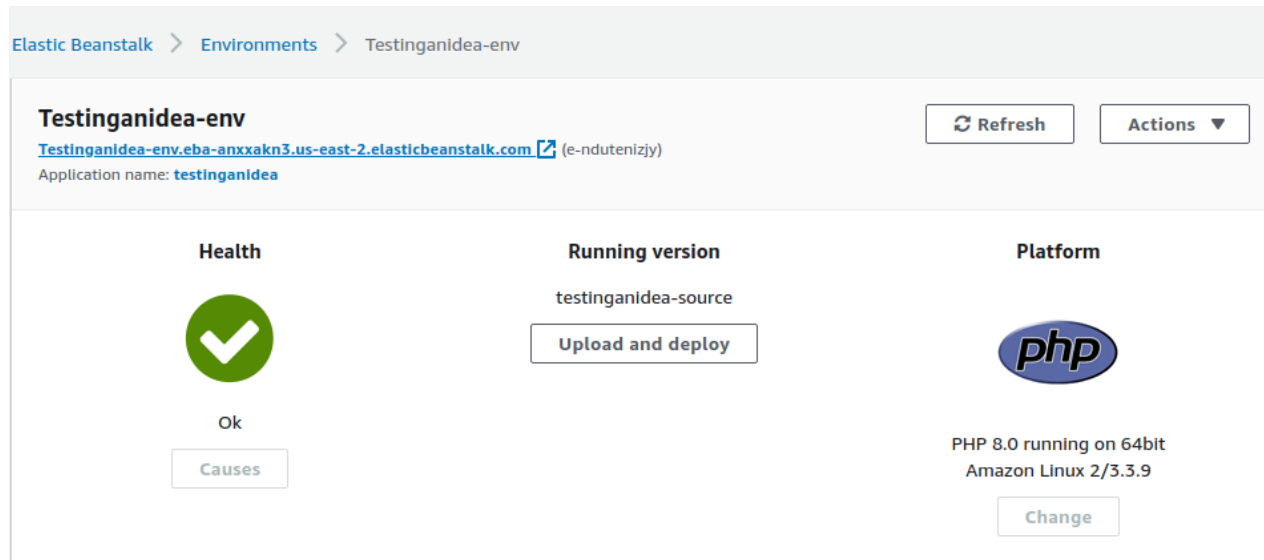 Elastic Beanstalk > Environments > Testinganidea-env
Testinganidea-env
Refresh
Actions ▼
Testinganidea-env.eba-anxxakn3.us-east-2.elasticbeanstalk.com (e-ndutenizjy)
Application name: testinganidea
Health
Ok
Causes
Running version
testinganidea-source
Upload and deploy
Platform
php
PHP 8.0 running on 64bit
Amazon Linux 2/3.3.9
Change